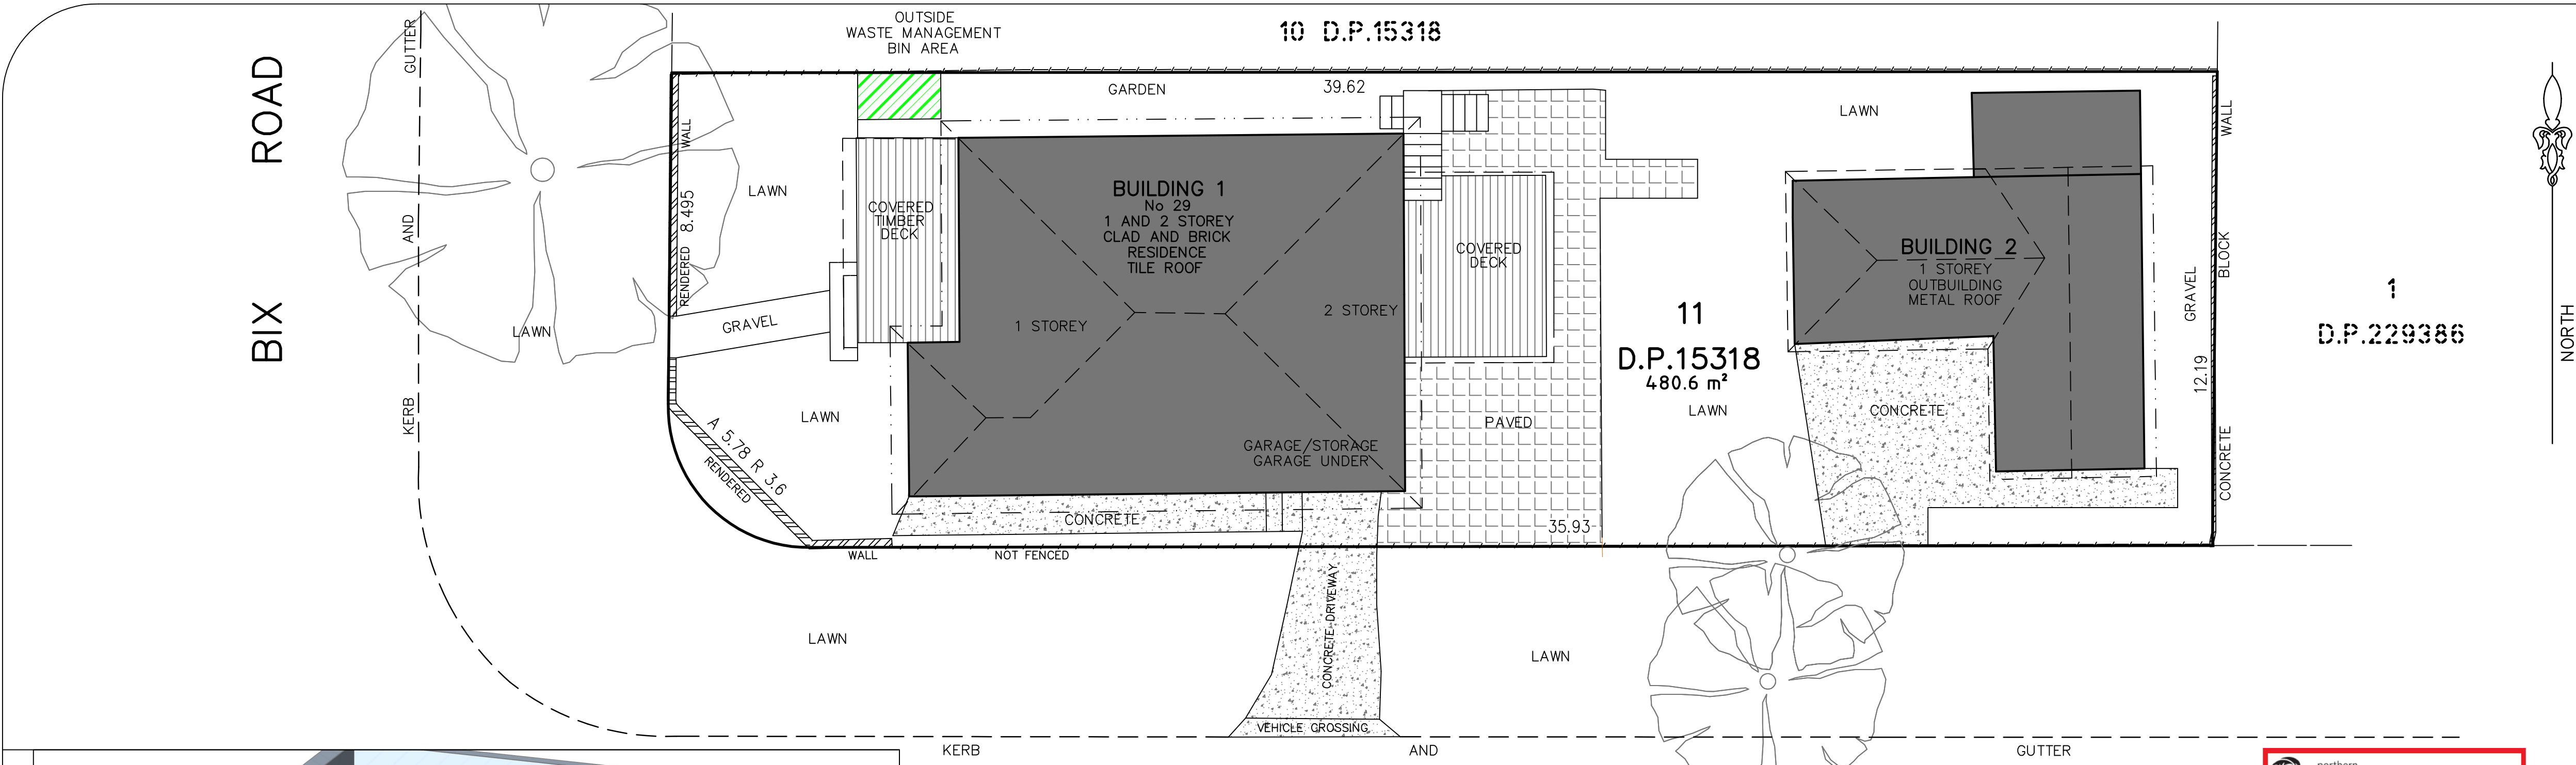 OUTSIDE
WASTE MANAGEMENT
BIN AREA
10 D.P.15318
BIX ROAD
KERB AND GUTTER
LAWN
RENDERED WALL
8.495
LAWN
GRAVEL
LAWN
A 5.78 R 3.6
RENDERED
WALL
NOT FENCED
GARDEN
39.62
COVERED
TIMBER
DECK
BUILDING 1
No 29
1 AND 2 STOREY
CLAD AND BRICK
RESIDENCE
TILE ROOF
1 STOREY
2 STOREY
GARAGE/STORAGE
GARAGE UNDER
CONCRETE
COVERED
DECK
PAVED
35.93
LAWN
11
D.P.15318
480.6 m²
LAWN
BUILDING 2
1 STOREY
OUTBUILDING
METAL ROOF
CONCRETE
GRAVEL
12.19
CONCRETE BLOCK WALL
1
D.P.229386
NORTH
LAWN
CONCRETE DRIVEWAY
LAWN
VEHICLE CROSSING
KERB AND GUTTER
northern